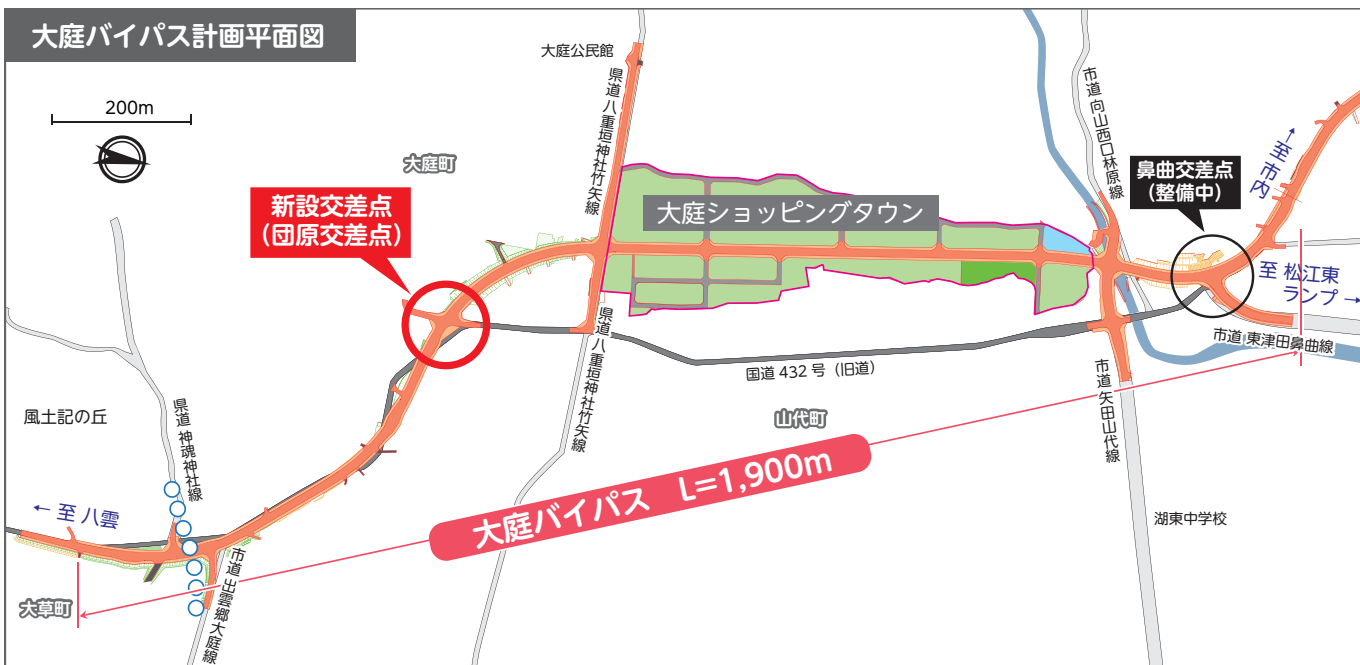 大庭バイパス計画平面図
200m
大庭公民館
県道 八重垣神社竹矢線
大庭町
新設交差点
(団原交差点)
大庭ショッピングタウン
市道 向山西口林原線
鼻曲交差点
(整備中)
←至市内
至 松江東
ランプ→
市道 東津田鼻曲線
県道 八重垣神社竹矢線
国道 432 号（旧道）
市道 矢田山代線
山代町
風土記の丘
県道 神魂神社線
大庭バイパス L=1,900m
← 至 八雲
湖東中学校
市道 出雲郷大庭線
大草町